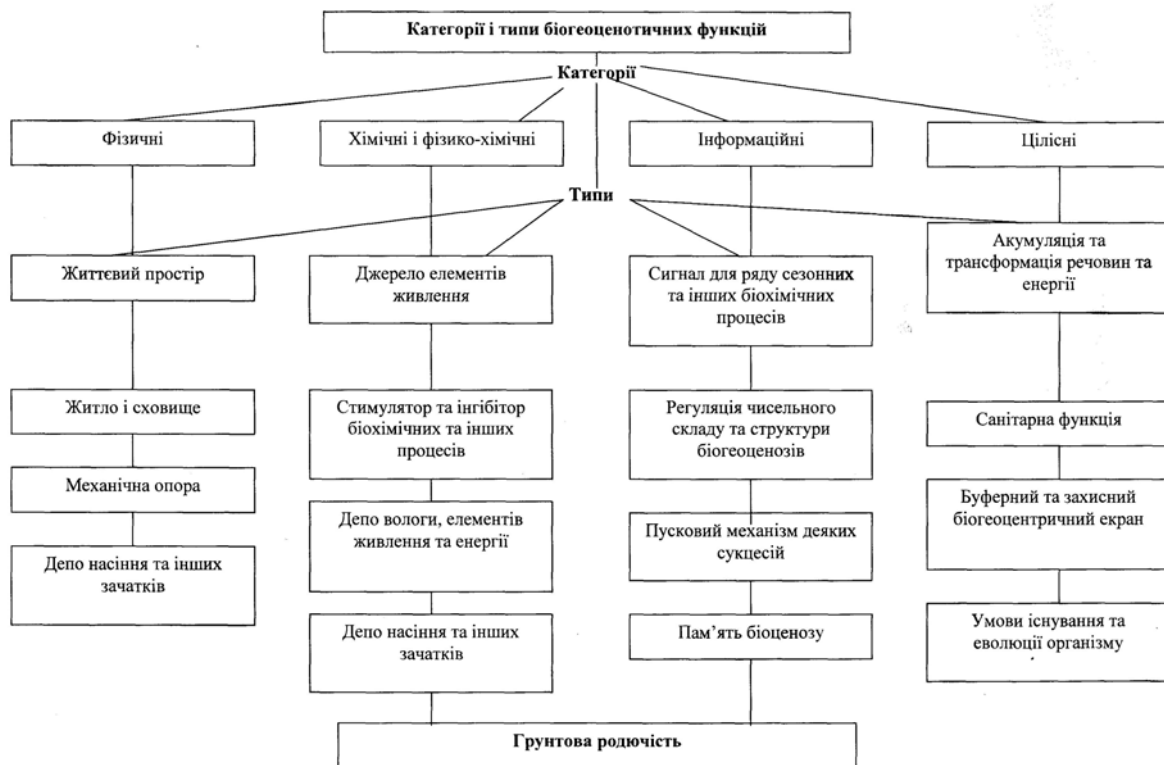 Категорії і типи біогеоценотичних функцій
Категорії
Фізичні
Хімічні і фізико-хімічні
Інформаційні
Цілісні
Типи
Життєвий простір
Джерело елементів
живлення
Сигнал для ряду сезонних
та інших біохімічних
процесів
Акумуляція та
трансформація речовин та
енергії
Житло і сховище
Стимулятор та інгібітор
біохімічних та інших
процесів
Регуляція чисельного
складу та структури
біогеоценозів
Санітарна функція
Механічна опора
Депо вологи, елементів
живлення та енергії
Пусковий механізм деяких
сукцесій
Буферний та захисний
біогеоцентричний екран
Депо насіння та інших
зачатків
Депо насіння та інших
зачатків
Пам’ять біоценозу
Умови існування та
еволюції організму
Грунтова родючість